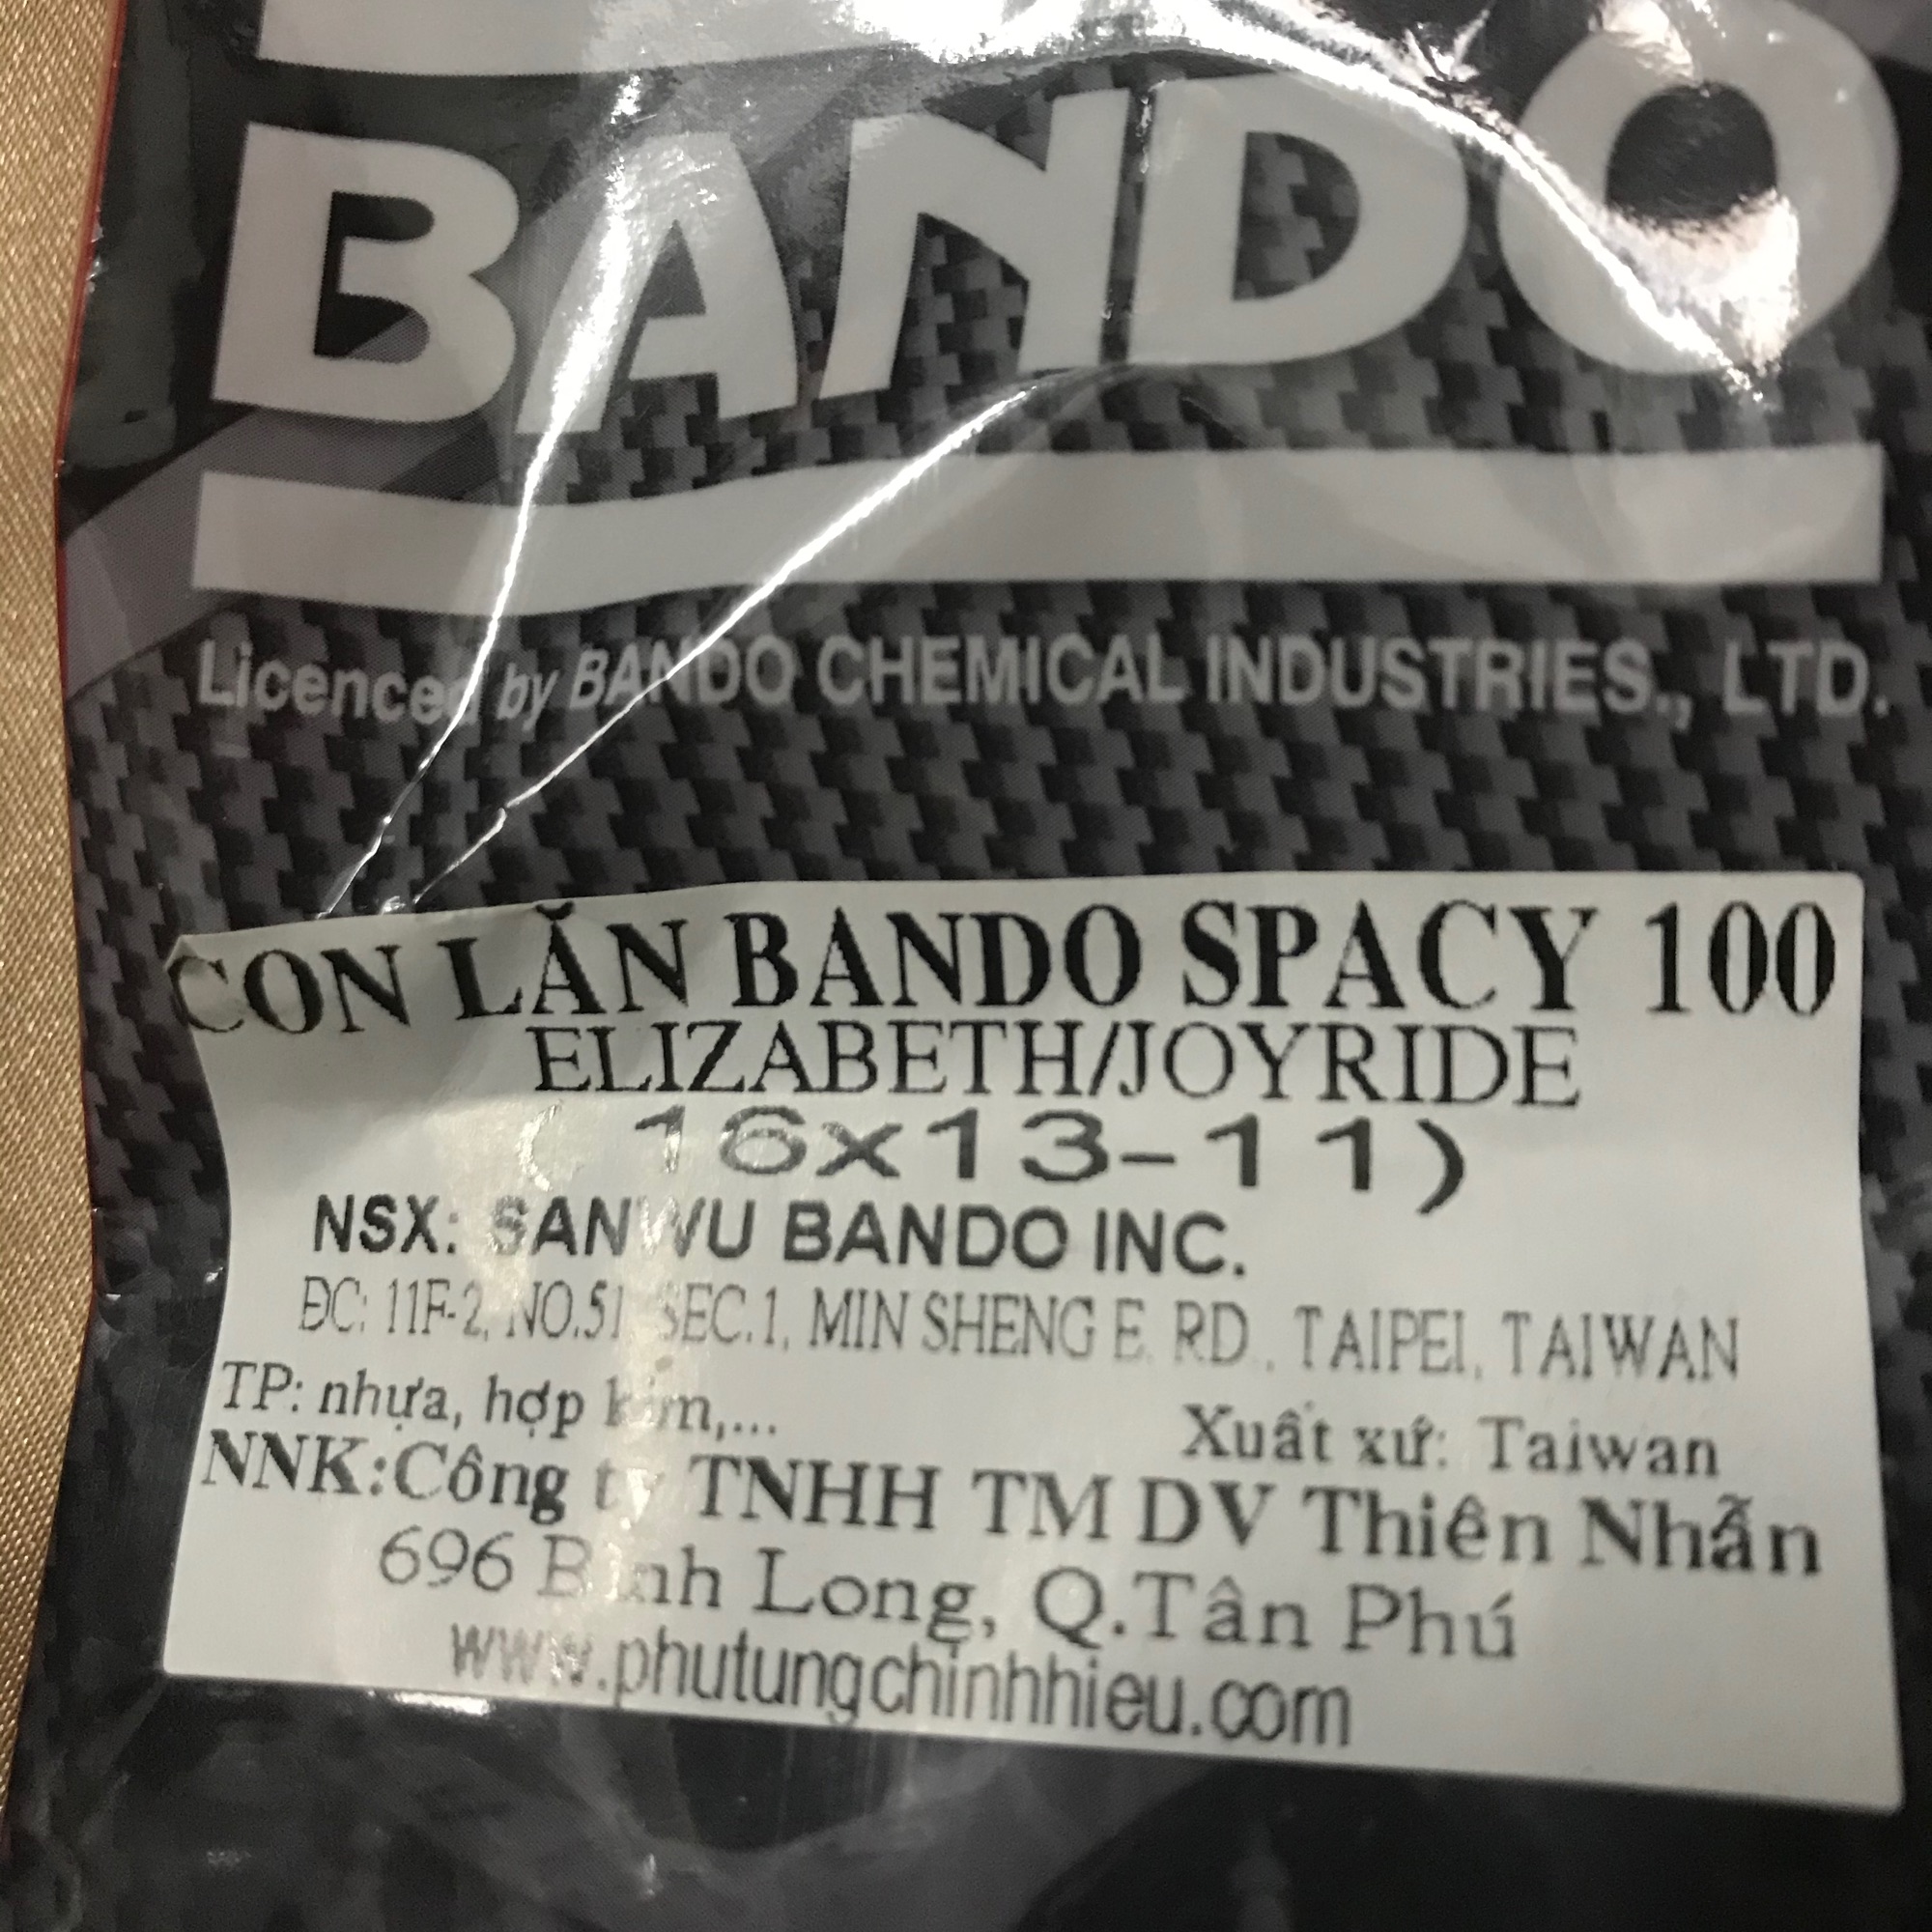 BANDO
Licenced by BANDO CHEMICAL INDUSTRIES., LTD.
CON LĂN BANDO SPACY 100
ELIZABETH/JOYRIDE
( 16x13-11)
NSX: SANWU BANDO INC.
ĐC: 11F-2, NO.51 SEC.1, MIN SHENG E. RD., TAIPEI, TAIWAN
TP: nhựa, hợp kim,...
Xuất xứ: Taiwan
NNK:Công ty TNHH TM DV Thiên Nhẫn
696 Bình Long, Q.Tân Phú
www.phutungchinhhieu.com